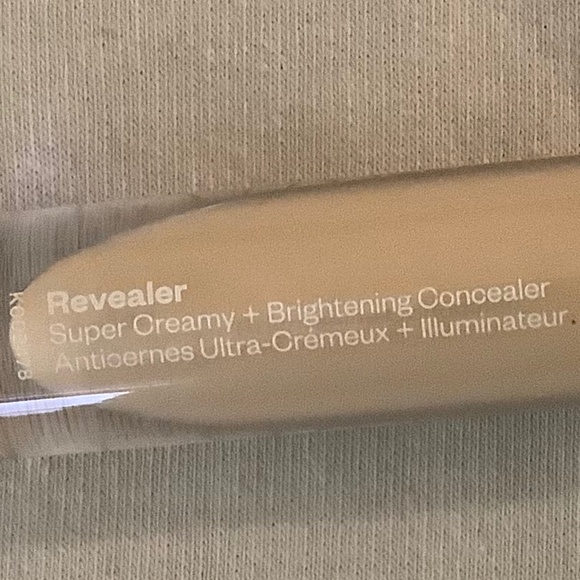 Revealer
Super Creamy + Brightening Concealer
Anticernes Ultra-Crémeux + Illuminateur